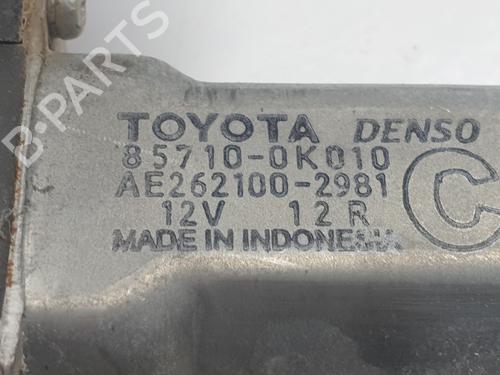 TOYOTA DENSO
85710-0K010
AE262100-2981
12V 12R
MADE IN INDONESIA
C
B-PARTS